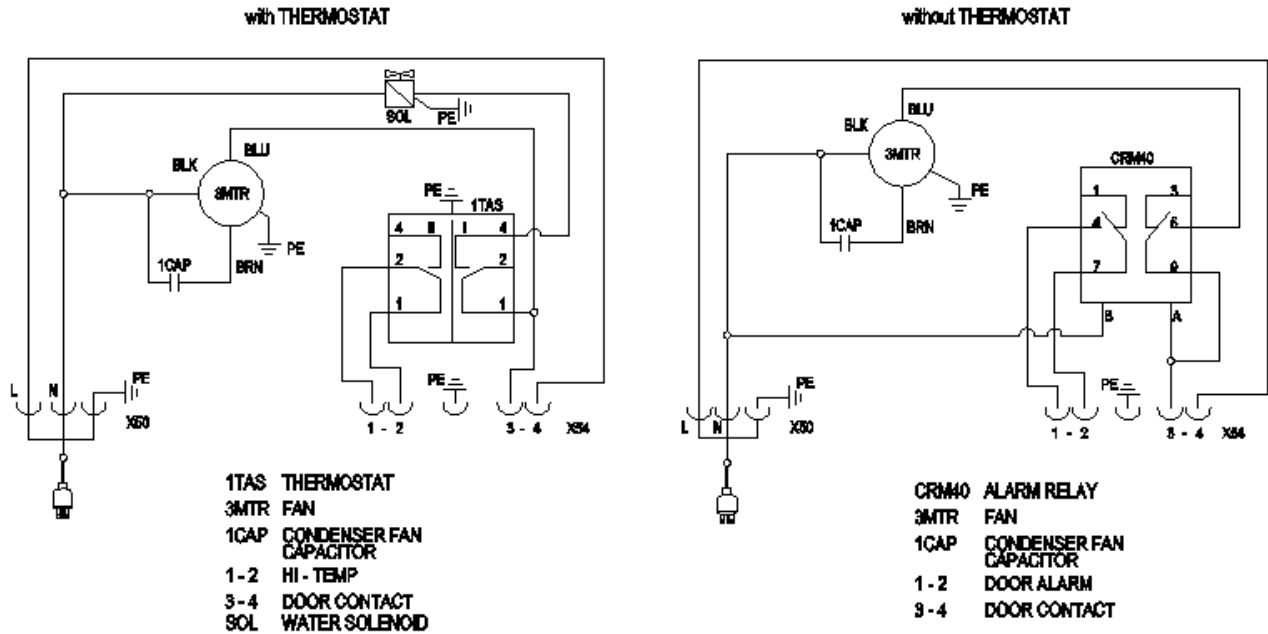 with THERMOSTAT
SOL
PE
BLK
BLU
3MTR
PE
1CAP
BRN
PE
1TAS
4 II I 4
2 2
1 1
L N
PE
X50
PE
1 - 2
3 - 4 X54
1TAS THERMOSTAT
3MTR FAN
1CAP CONDENSER FAN
CAPACITOR
1 - 2 HI - TEMP
3 - 4 DOOR CONTACT
SOL WATER SOLENOID
without THERMOSTAT
BLK
BLU
3MTR
PE
1CAP
BRN
CRM40
1 3
4 6
7 9
B A
L N
PE
X50
PE
1 - 2
3 - 4 X54
CRM40 ALARM RELAY
3MTR FAN
1CAP CONDENSER FAN
CAPACITOR
1 - 2 DOOR ALARM
3 - 4 DOOR CONTACT